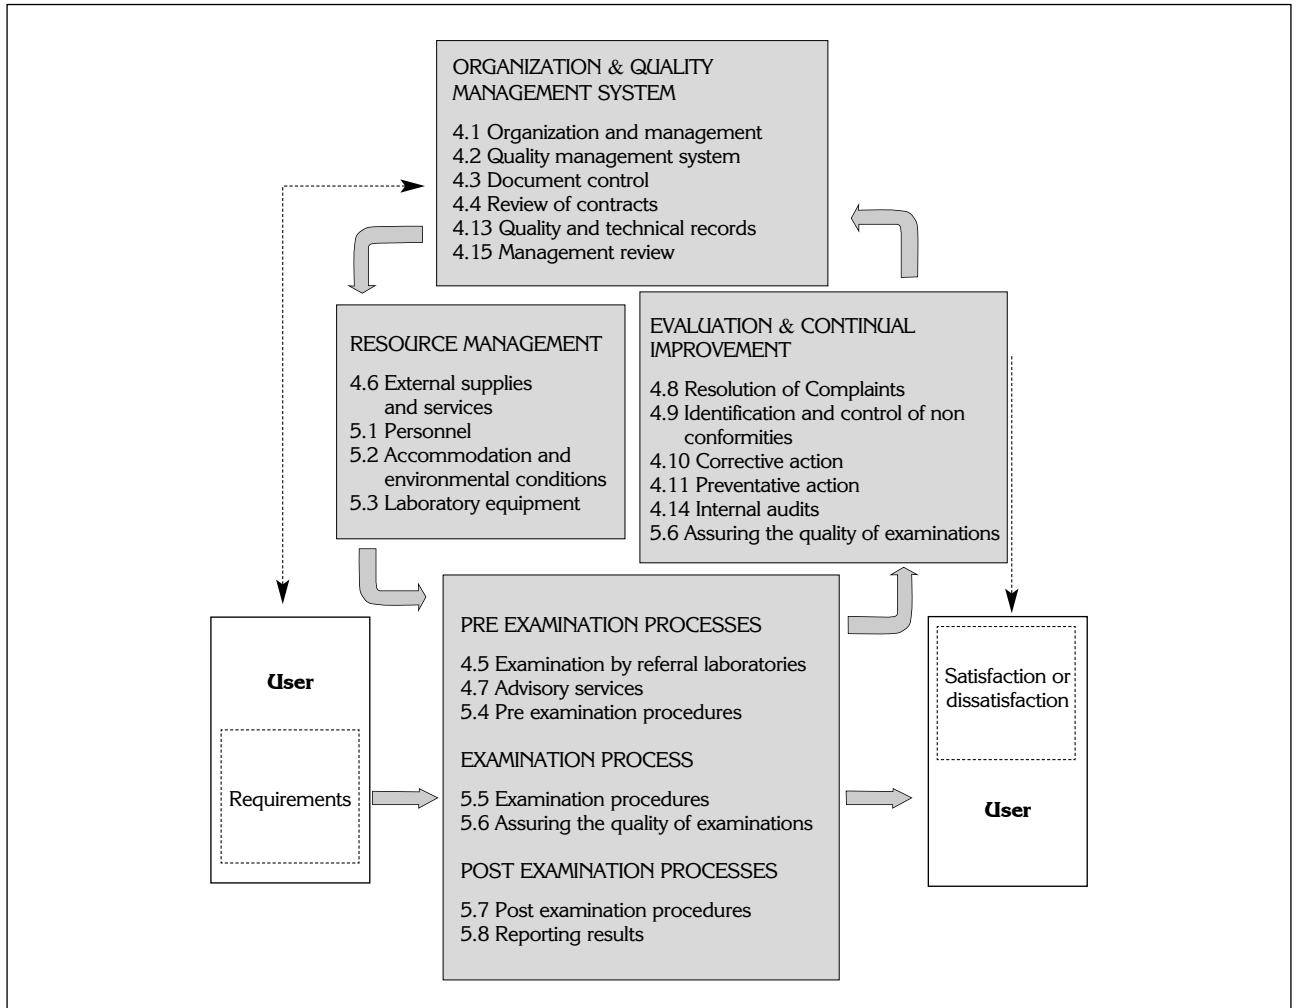 ORGANIZATION & QUALITY
MANAGEMENT SYSTEM
4.1 Organization and management
4.2 Quality management system
4.3 Document control
4.4 Review of contracts
4.13 Quality and technical records
4.15 Management review
RESOURCE MANAGEMENT
4.6 External supplies
and services
5.1 Personnel
5.2 Accommodation and
environmental conditions
5.3 Laboratory equipment
EVALUATION & CONTINUAL
IMPROVEMENT
4.8 Resolution of Complaints
4.9 Identification and control of non
conformities
4.10 Corrective action
4.11 Preventative action
4.14 Internal audits
5.6 Assuring the quality of examinations
User
Requirements
PRE EXAMINATION PROCESSES
4.5 Examination by referral laboratories
4.7 Advisory services
5.4 Pre examination procedures
EXAMINATION PROCESS
5.5 Examination procedures
5.6 Assuring the quality of examinations
POST EXAMINATION PROCESSES
5.7 Post examination procedures
5.8 Reporting results
Satisfaction or
dissatisfaction
User